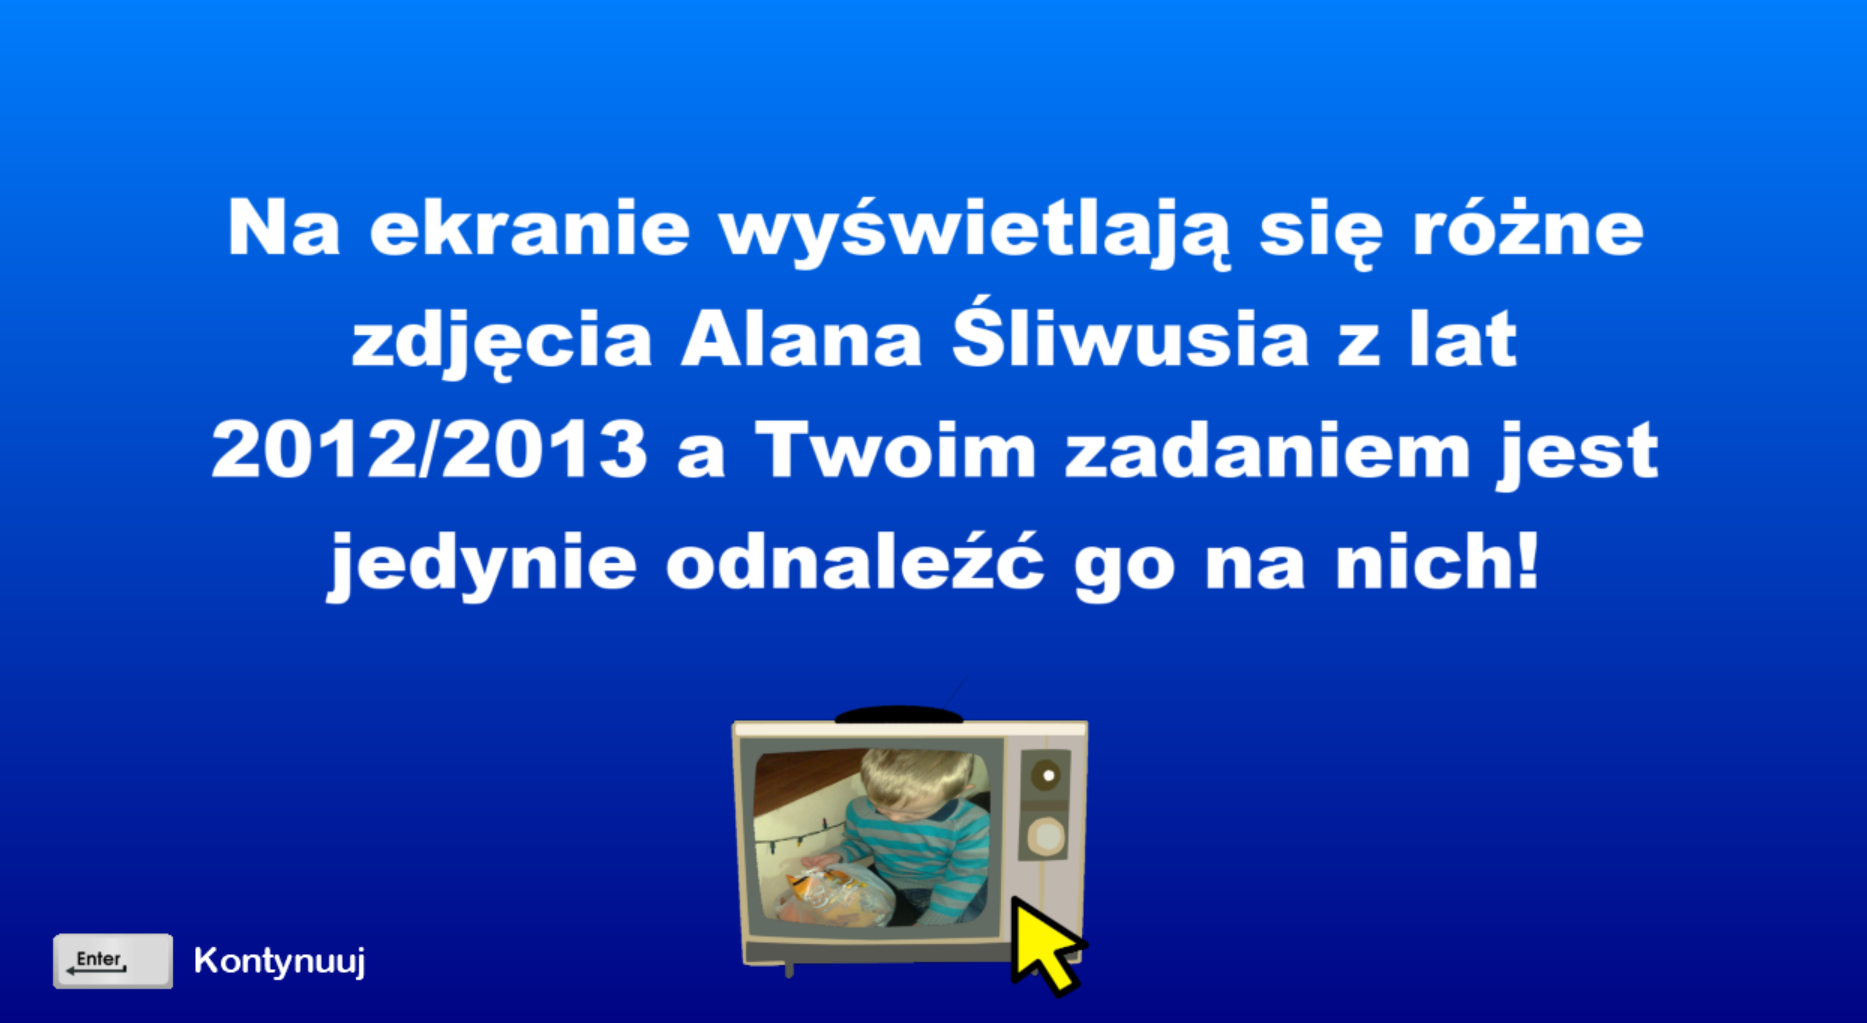 Na ekranie wyświetlają się różne
zdjęcia Alana Śliwusia z lat
2012/2013 a Twoim zadaniem jest
jedynie odnaleźć go na nich!
Enter
Kontynuuj